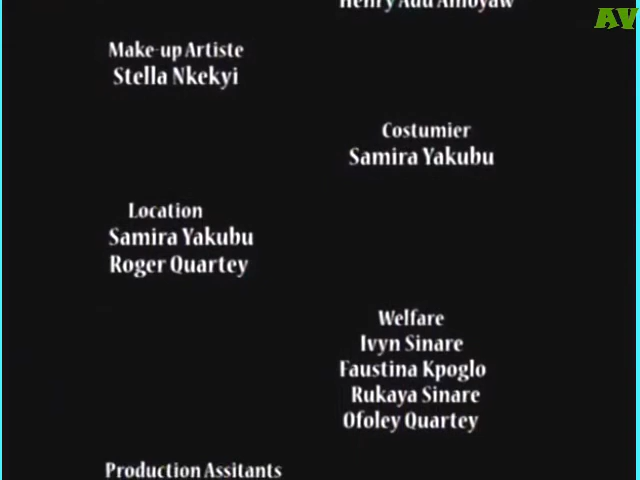 AV
Make-up Artiste
Stella Nkekyi
Costumier
Samira Yakubu
Location
Samira Yakubu
Roger Quartey
Welfare
Ivyn Sinare
Faustina Kpoglo
Rukaya Sinare
Ofoley Quartey
Production Assitants